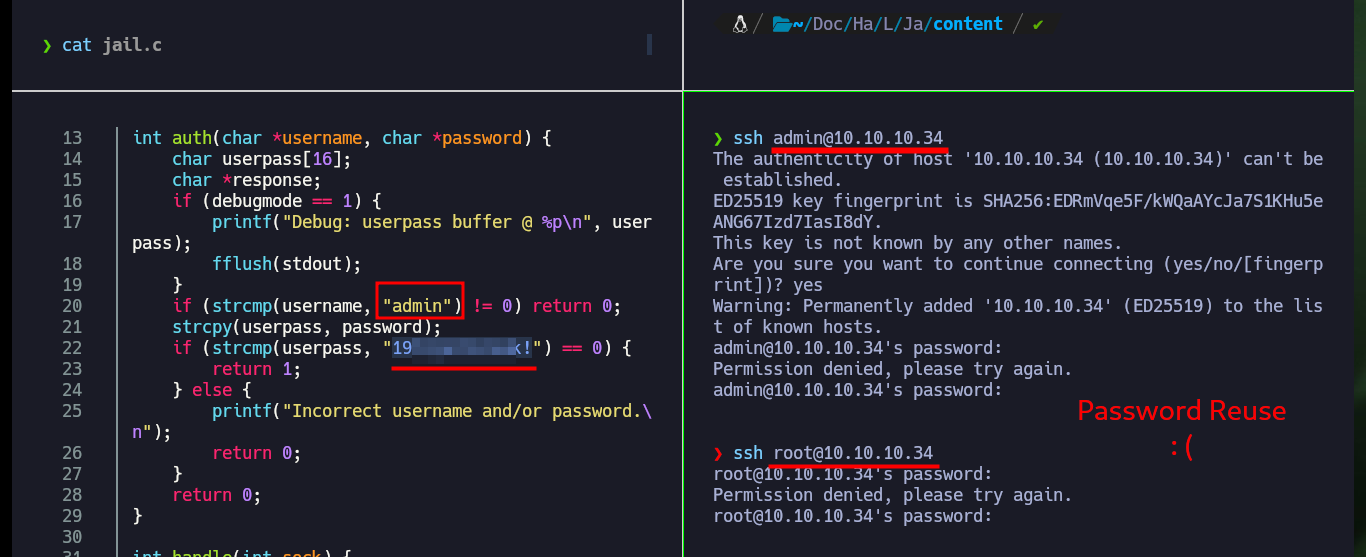 ❯ cat jail.c
~/Doc/Ha/L/Ja/content / ✔
13 int auth(char *username, char *password) {
14 char userpass[16];
15 char *response;
16 if (debugmode == 1) {
17 printf("Debug: userpass buffer @ %p\n", user
pass);
18 fflush(stdout);
19 }
20 if (strcmp(username, "admin") != 0) return 0;
21 strcpy(userpass, password);
22 if (strcmp(userpass, "19k!") == 0) {
23 return 1;
24 } else {
25 printf("Incorrect username and/or password.\
n");
26 return 0;
27 }
28 return 0;
29 }
30
31 int handle(int sock) {
❯ ssh admin@10.10.10.34
The authenticity of host '10.10.10.34 (10.10.10.34)' can't be
established.
ED25519 key fingerprint is SHA256:EDRmVqe5F/kWQaAYcJa7S1KHu5e
ANG67Izd7IasI8dY.
This key is not known by any other names.
Are you sure you want to continue connecting (yes/no/[fingerp
rint])? yes
Warning: Permanently added '10.10.10.34' (ED25519) to the lis
t of known hosts.
admin@10.10.10.34's password:
Permission denied, please try again.
admin@10.10.10.34's password:
Password Reuse
:(
❯ ssh root@10.10.10.34
root@10.10.10.34's password:
Permission denied, please try again.
root@10.10.10.34's password: